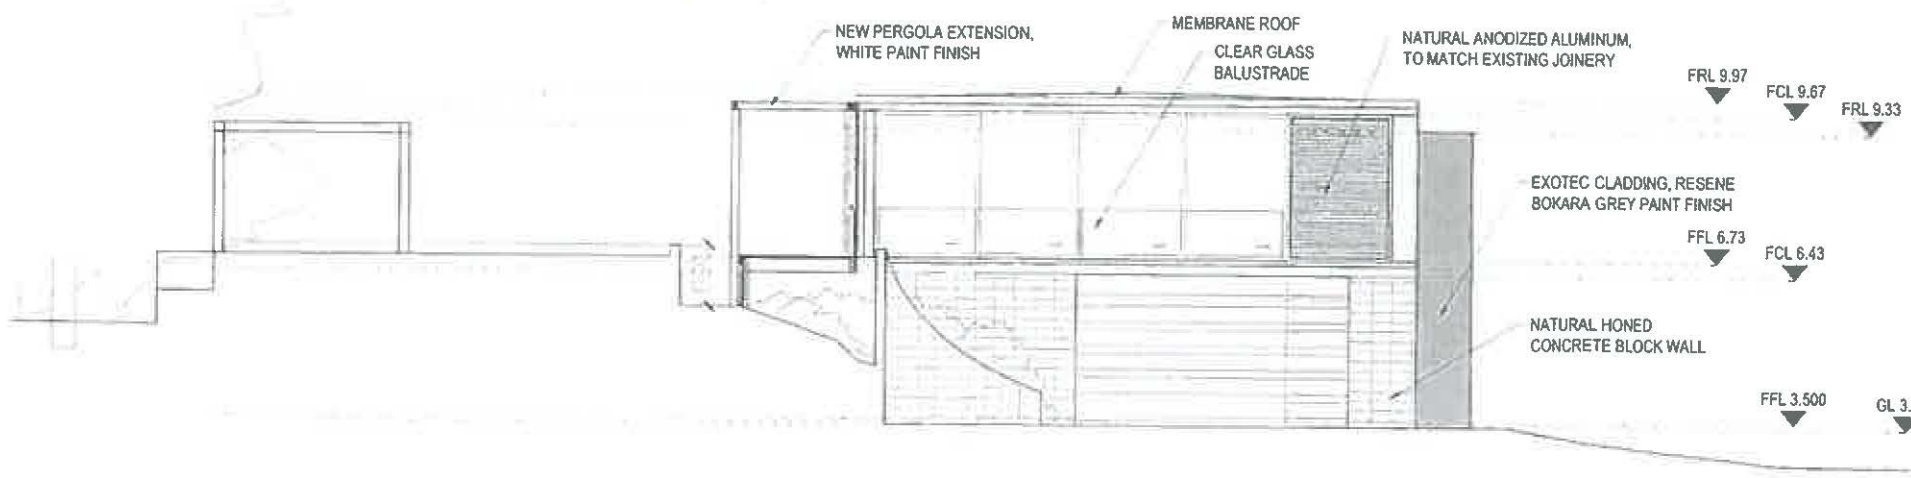 NEW PERGOLA EXTENSION,
WHITE PAINT FINISH
MEMBRANE ROOF
CLEAR GLASS
BALUSTRADE
NATURAL ANODIZED ALUMINUM,
TO MATCH EXISTING JOINERY
FRL 9.97
FCL 9.67
FRL 9.33
EXOTEC CLADDING, RESENE
BOKARA GREY PAINT FINISH
FFL 6.73
FCL 6.43
NATURAL HONED
CONCRETE BLOCK WALL
FFL 3.500
GL 3.